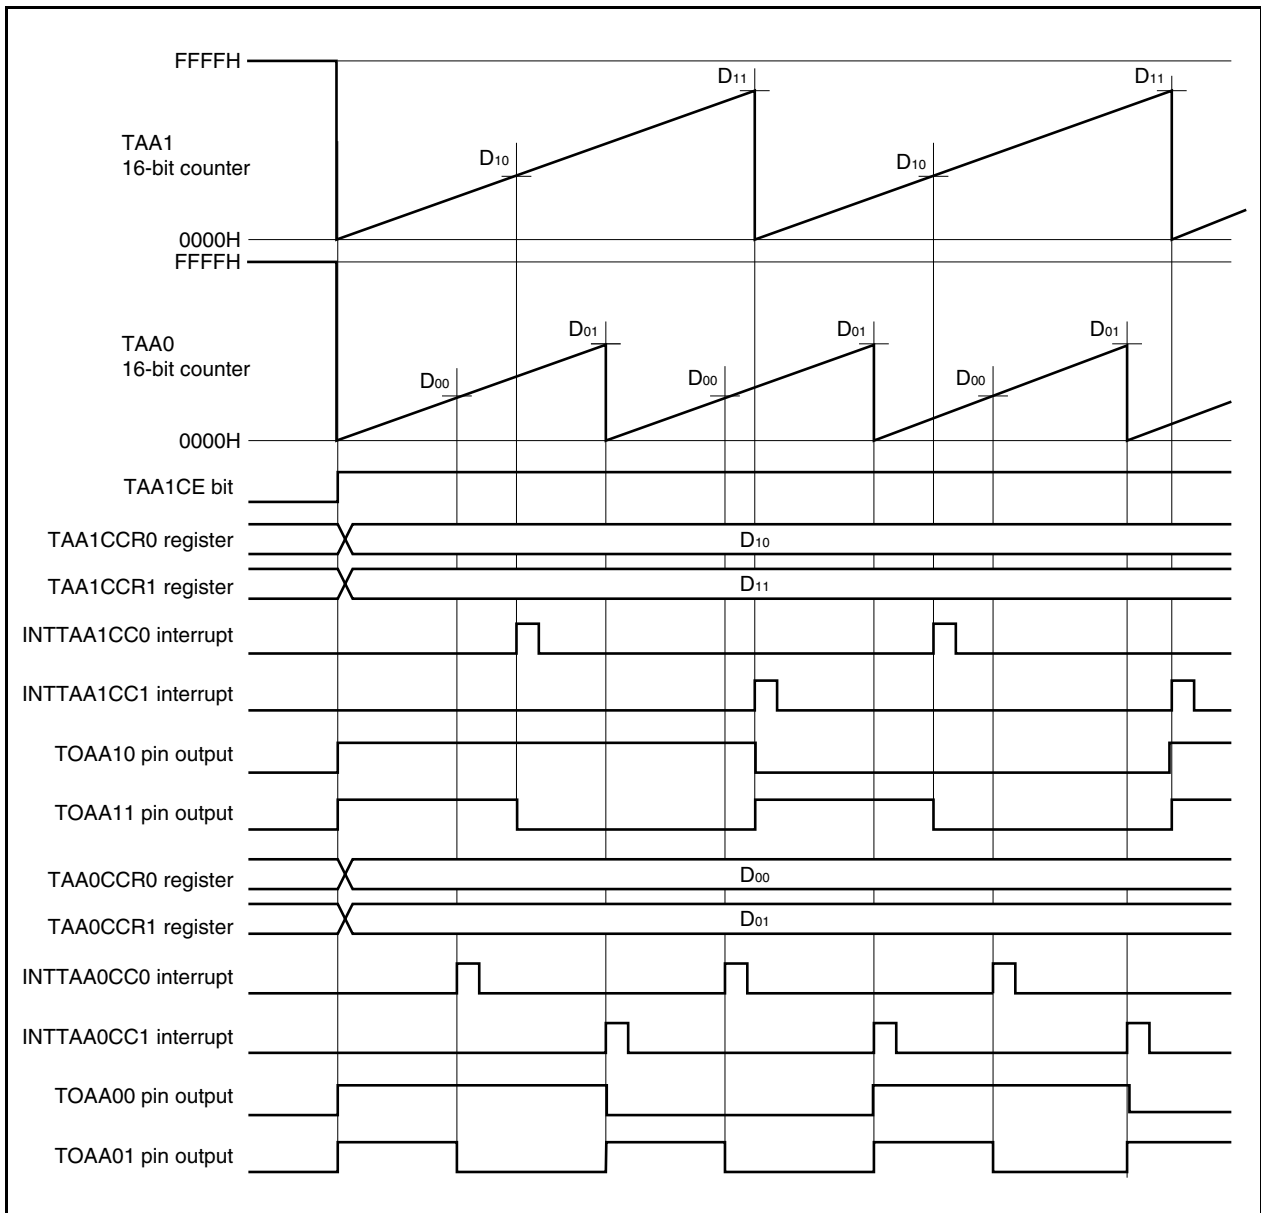 FFFFH
D11
D11
TAA1
16-bit counter
D10
D10
0000H
FFFFH
TAA0
16-bit counter
D01
D01
D01
D00
D00
D00
0000H
TAA1CE bit
TAA1CCR0 register
D10
TAA1CCR1 register
D11
INTTAA1CC0 interrupt
INTTAA1CC1 interrupt
TOAA10 pin output
TOAA11 pin output
TAA0CCR0 register
D00
TAA0CCR1 register
D01
INTTAA0CC0 interrupt
INTTAA0CC1 interrupt
TOAA00 pin output
TOAA01 pin output